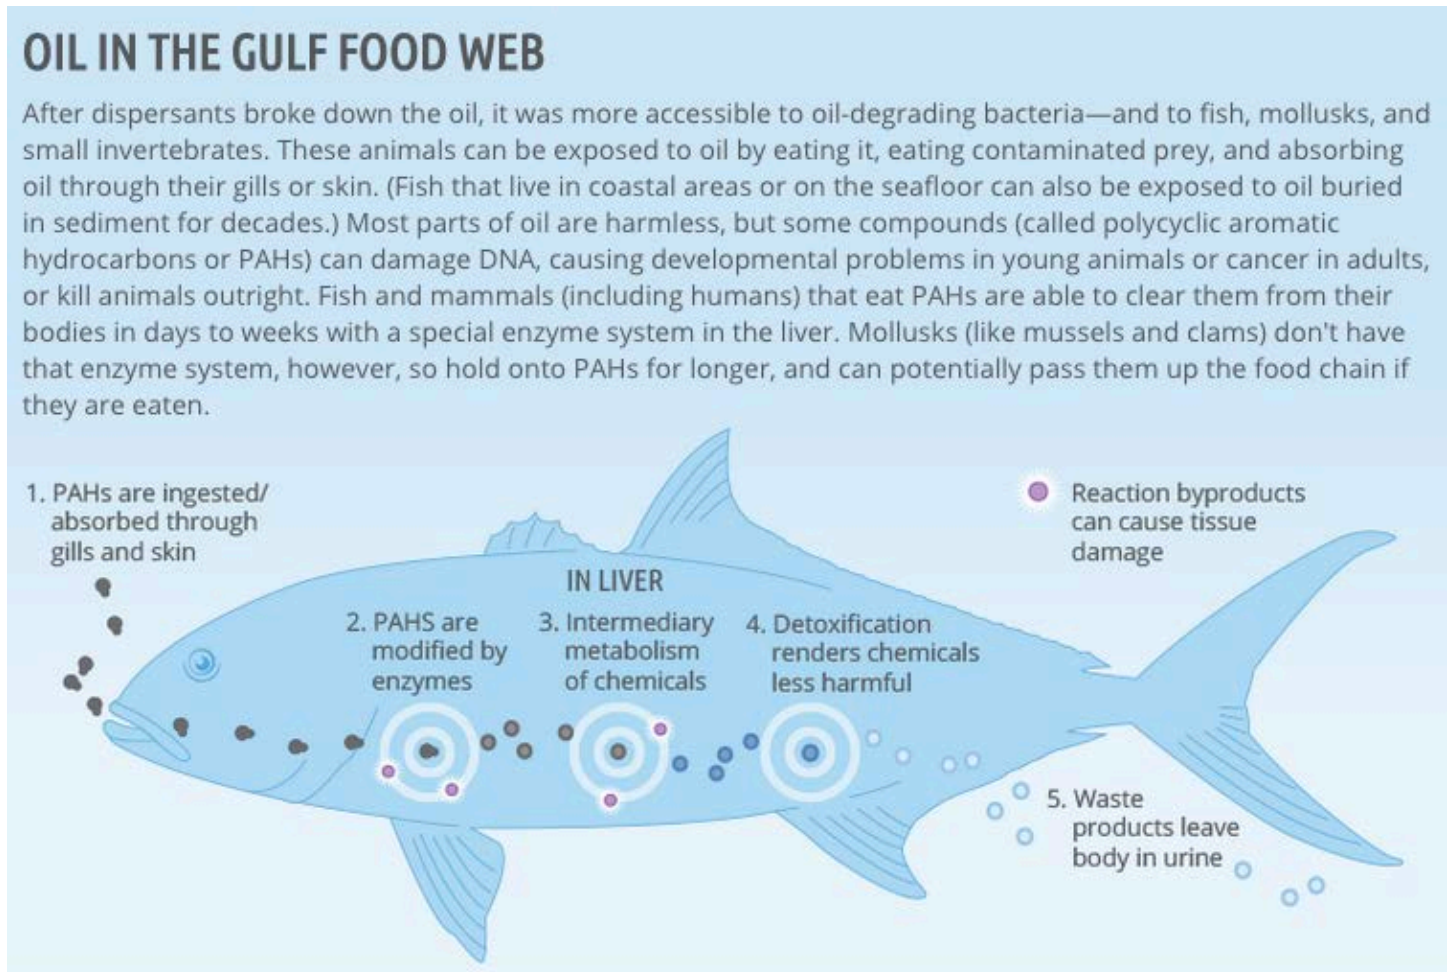 OIL IN THE GULF FOOD WEB
After dispersants broke down the oil, it was more accessible to oil-degrading bacteria—and to fish, mollusks, and
small invertebrates. These animals can be exposed to oil by eating it, eating contaminated prey, and absorbing
oil through their gills or skin. (Fish that live in coastal areas or on the seafloor can also be exposed to oil buried
in sediment for decades.) Most parts of oil are harmless, but some compounds (called polycyclic aromatic
hydrocarbons or PAHs) can damage DNA, causing developmental problems in young animals or cancer in adults,
or kill animals outright. Fish and mammals (including humans) that eat PAHs are able to clear them from their
bodies in days to weeks with a special enzyme system in the liver. Mollusks (like mussels and clams) don't have
that enzyme system, however, so hold onto PAHs for longer, and can potentially pass them up the food chain if
they are eaten.
1. PAHs are ingested/
absorbed through
gills and skin
Reaction byproducts
can cause tissue
damage
IN LIVER
2. PAHS are
modified by
enzymes
3. Intermediary
metabolism
of chemicals
4. Detoxification
renders chemicals
less harmful
5. Waste
products leave
body in urine